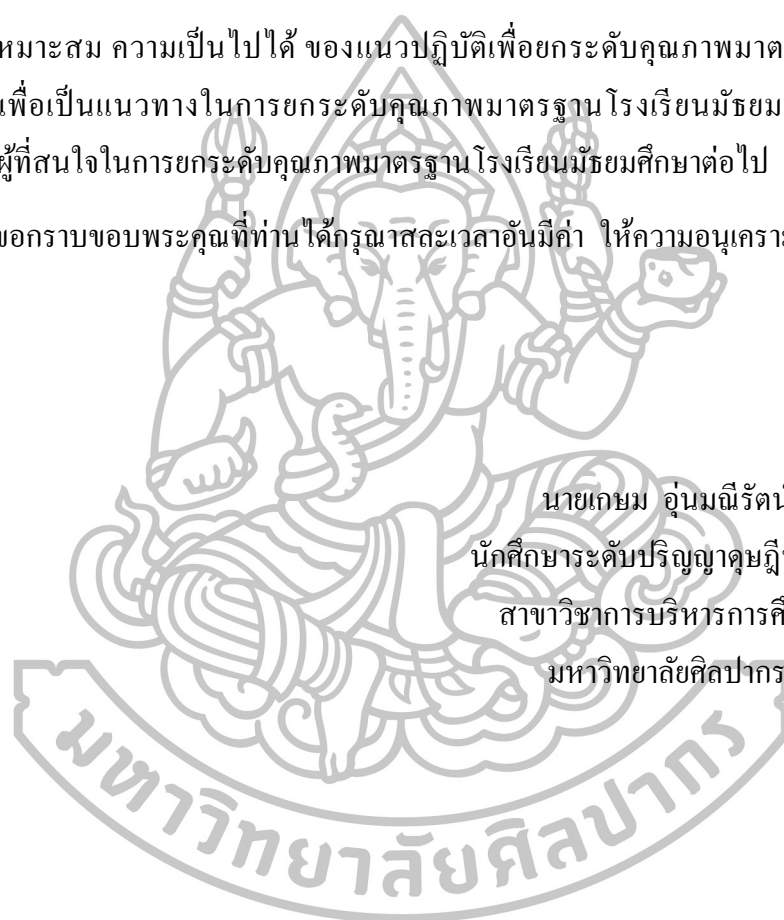 หมาะสม ความเป็นไปได้ ของแนวปฏิบัติเพื่อยกระดับคุณภาพมาต
เพื่อเป็นแนวทางในการยกระดับคุณภาพมาตรฐานโรงเรียนมัธยม
ผู้ที่สนใจในการยกระดับคุณภาพมาตรฐานโรงเรียนมัธยมศึกษาต่อไป
ขอกราบขอบพระคุณที่ท่านได้กรุณาสละเวลาอันมีค่า ให้ความอนุเครา
นายเกษม อุ่นมณีรัตน์
นักศึกษาระดับปริญญาดุษฎี
สาขาวิชาการบริหารการศึ
มหาวิทยาลัยศิลปากร
มหาวิทยาลัยศิลปากร